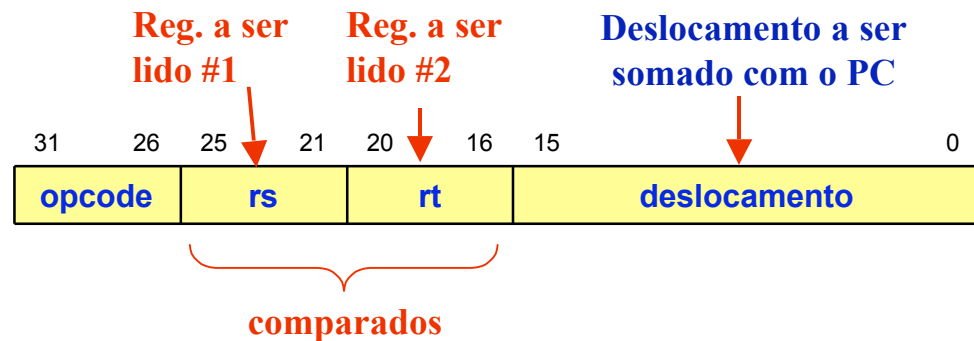 Reg. a ser
lido #1
Reg. a ser
lido #2
Deslocamento a ser
somado com o PC
31 26 25 21 20 16 15 0
opcode rs rt deslocamento
comparados